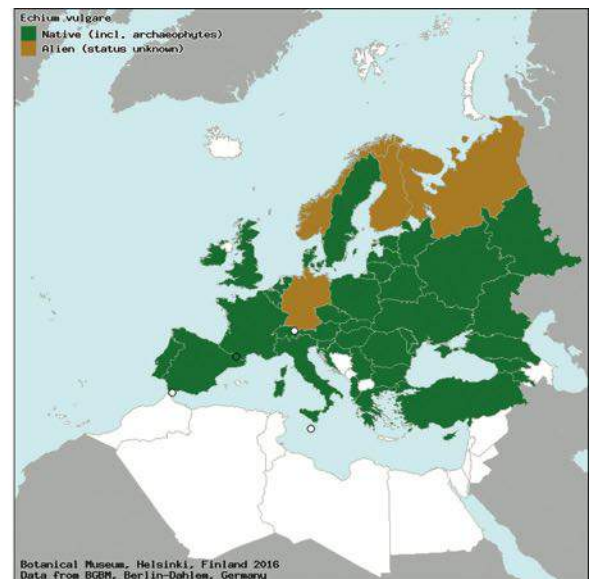 Echium vulgare
Native (incl. archaeophytes)
Alien (status unknown)
Botanical Museum, Helsinki, Finland 2016
Data from BGBM, Berlin-Dahlem, Germany